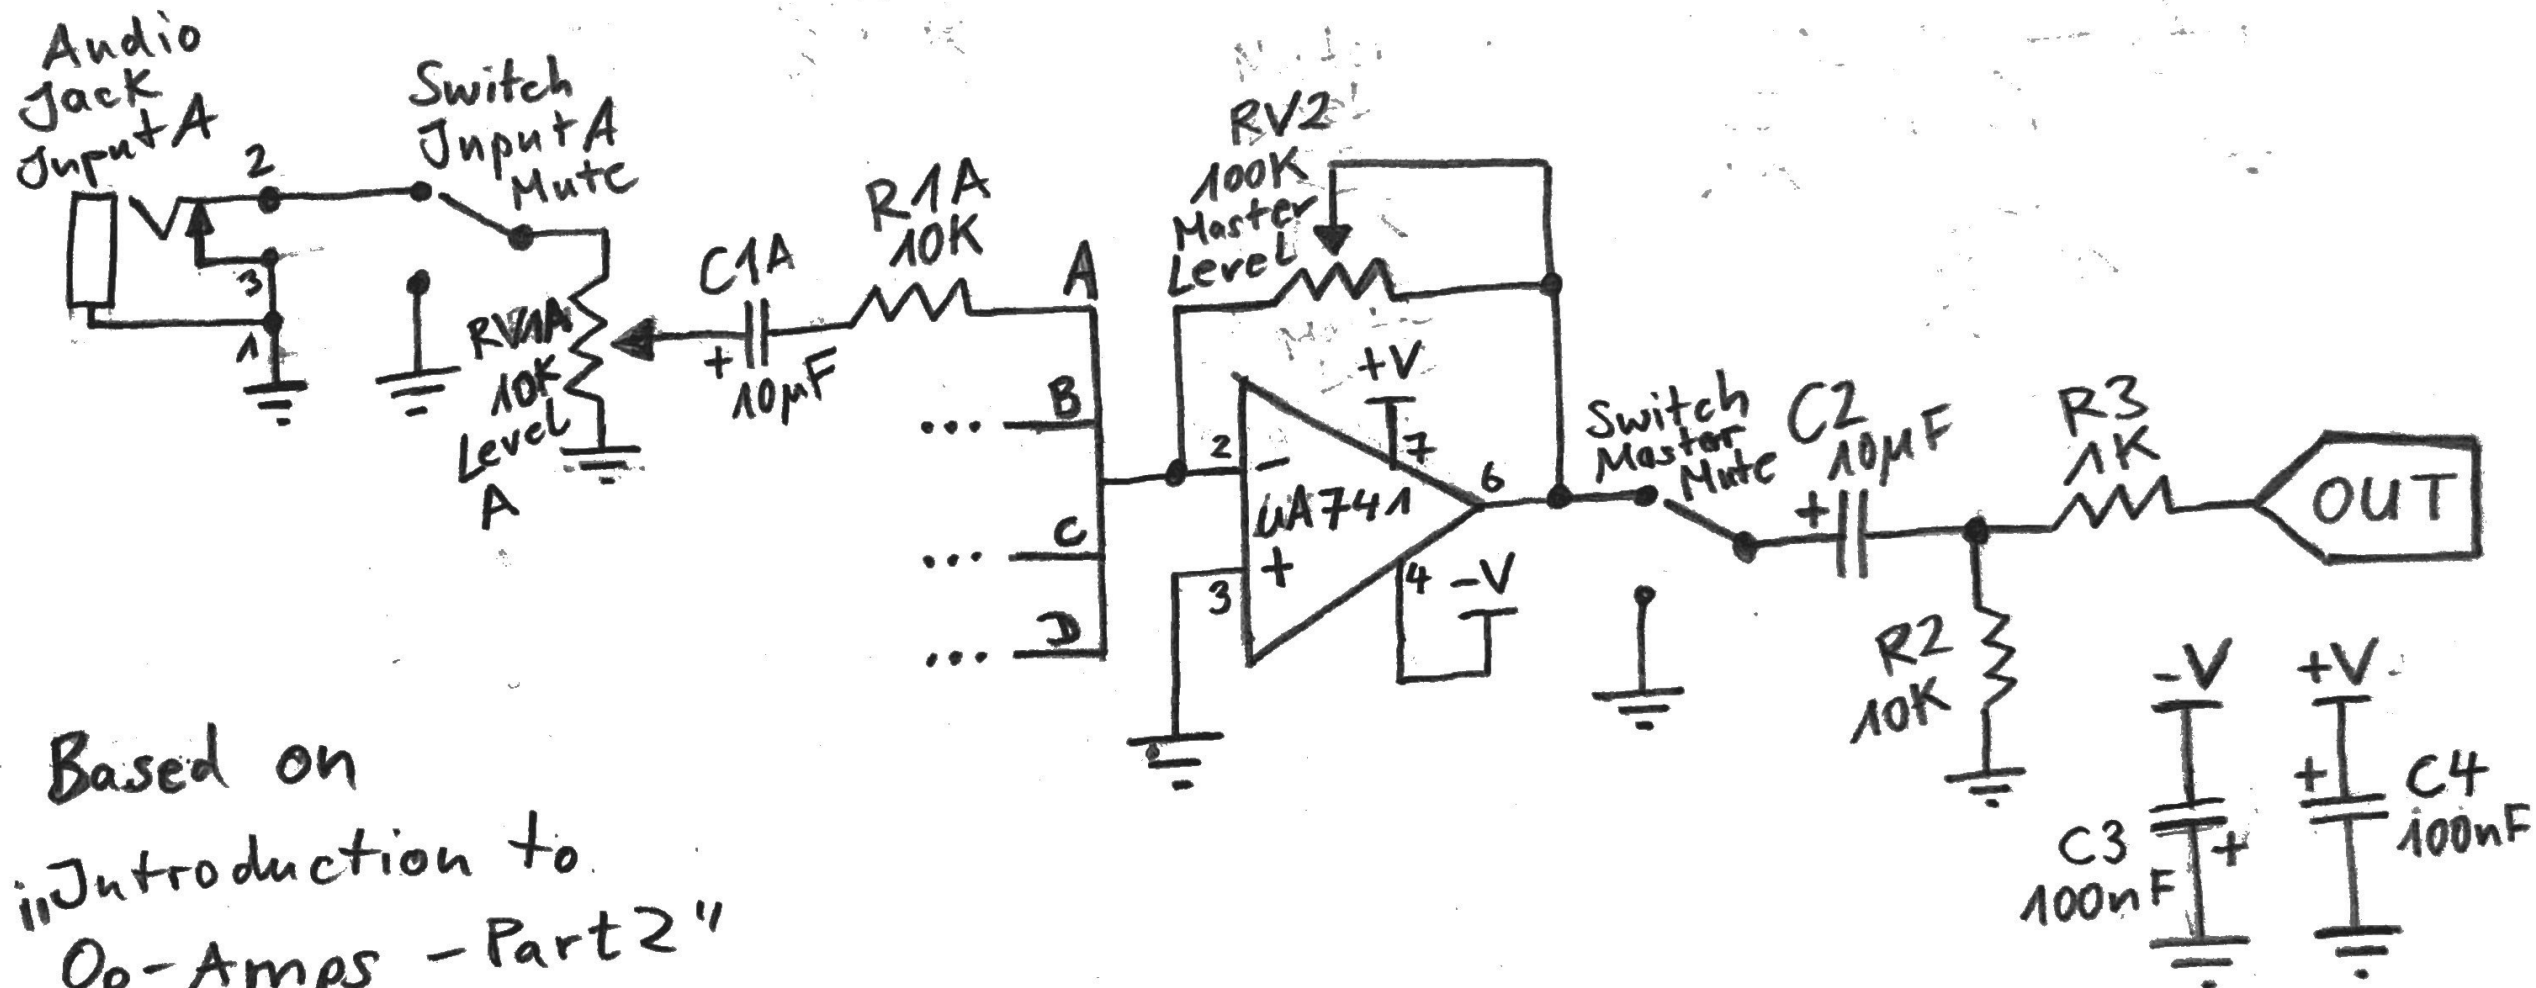 Audio
Jack
Input A
2
3
1
Switch
Input A
Mute
RV1A
10K
Level
A
C1A
+
10µF
R1A
10K
A
... B
... C
... D
RV2
100K
Master
Level
+V
7
2
-
uA741
+
3
6
4
-V
Switch
Master
Mute
C2
10µF
+
R3
1K
OUT
R2
10K
-V
C3
100nF
+
+V
+
C4
100nF
Based on
„Introduction to
Op-Amps - Part 2"